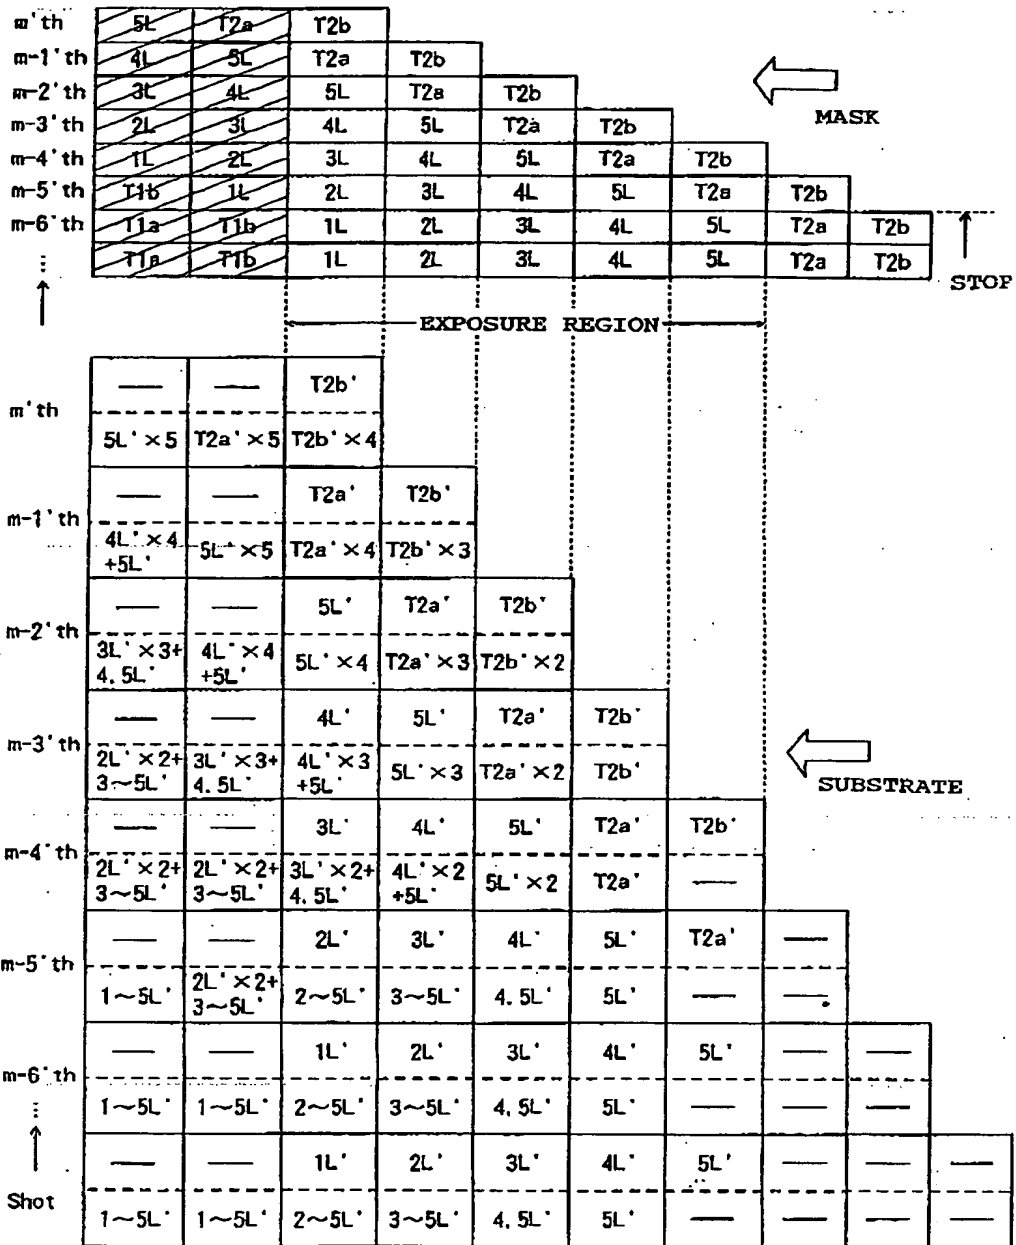 m'th 5L T2a T2b
m-1'th 4L 5L T2a T2b
m-2'th 3L 4L 5L T2a T2b
MASK
m-3'th 2L 3L 4L 5L T2a T2b
m-4'th 1L 2L 3L 4L 5L T2a T2b
m-5'th T1b 1L 2L 3L 4L 5L T2a T2b
m-6'th T1a T1b 1L 2L 3L 4L 5L T2a T2b
⋮ T1a T1b 1L 2L 3L 4L 5L T2a T2b
STOP
EXPOSURE REGION
m'th — — T2b'
5L'×5 T2a'×5 T2b'×4
m-1'th — — T2a' T2b'
4L'×4 +5L' 5L'×5 T2a'×4 T2b'×3
m-2'th — — 5L' T2a' T2b'
3L'×3+ 4.5L' 4L'×4 +5L' 5L'×4 T2a'×3 T2b'×2
m-3'th — — 4L' 5L' T2a' T2b'
2L'×2+ 3~5L' 3L'×3+ 4.5L' 4L'×3 +5L' 5L'×3 T2a'×2 T2b'
SUBSTRATE
m-4'th — — 3L' 4L' 5L' T2a' T2b'
2L'×2+ 3~5L' 2L'×2+ 3~5L' 3L'×2+ 4.5L' 4L'×2 +5L' 5L'×2 T2a' —
m-5'th — — 2L' 3L' 4L' 5L' T2a' —
1~5L' 2L'×2+ 3~5L' 2~5L' 3~5L' 4.5L' 5L' — —
m-6'th — — 1L' 2L' 3L' 4L' 5L' — —
⋮ 1~5L' 1~5L' 2~5L' 3~5L' 4.5L' 5L' — — —
— — 1L' 2L' 3L' 4L' 5L' — — —
Shot 1~5L' 1~5L' 2~5L' 3~5L' 4.5L' 5L' — — — —